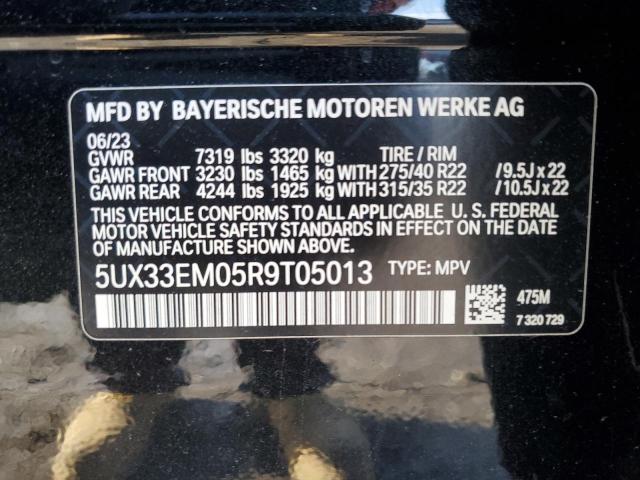 MFD BY BAYERISCHE MOTOREN WERKE AG
06/23
GVWR 7319 lbs 3320 kg TIRE / RIM
GAWR FRONT 3230 lbs 1465 kg WITH 275/40 R22 / 9.5J x 22
GAWR REAR 4244 lbs 1925 kg WITH 315/35 R22 / 10.5J x 22
THIS VEHICLE CONFORMS TO ALL APPLICABLE U. S. FEDERAL
MOTOR VEHICLE SAFETY STANDARDS IN EFFECT ON THE DATE
OF MANUFACTURE SHOWN ABOVE.
5UX33EM05R9T05013 TYPE: MPV
475M
7 320 729